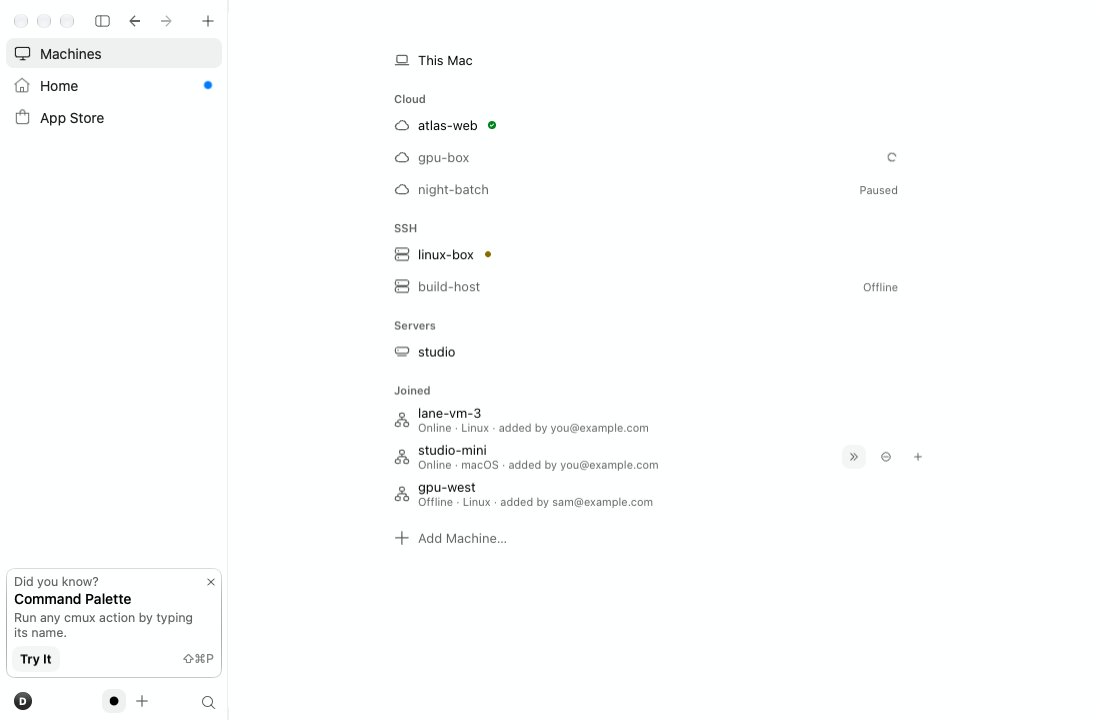 Machines
Home
App Store
This Mac
Cloud
atlas-web
gpu-box
night-batch
Paused
SSH
linux-box
build-host
Offline
Servers
studio
Joined
lane-vm-3
Online · Linux · added by you@example.com
studio-mini
Online · macOS · added by you@example.com
gpu-west
Offline · Linux · added by sam@example.com
Add Machine...
Did you know?
Command Palette
Run any cmux action by typing
its name.
Try It
⇧⌘P
D